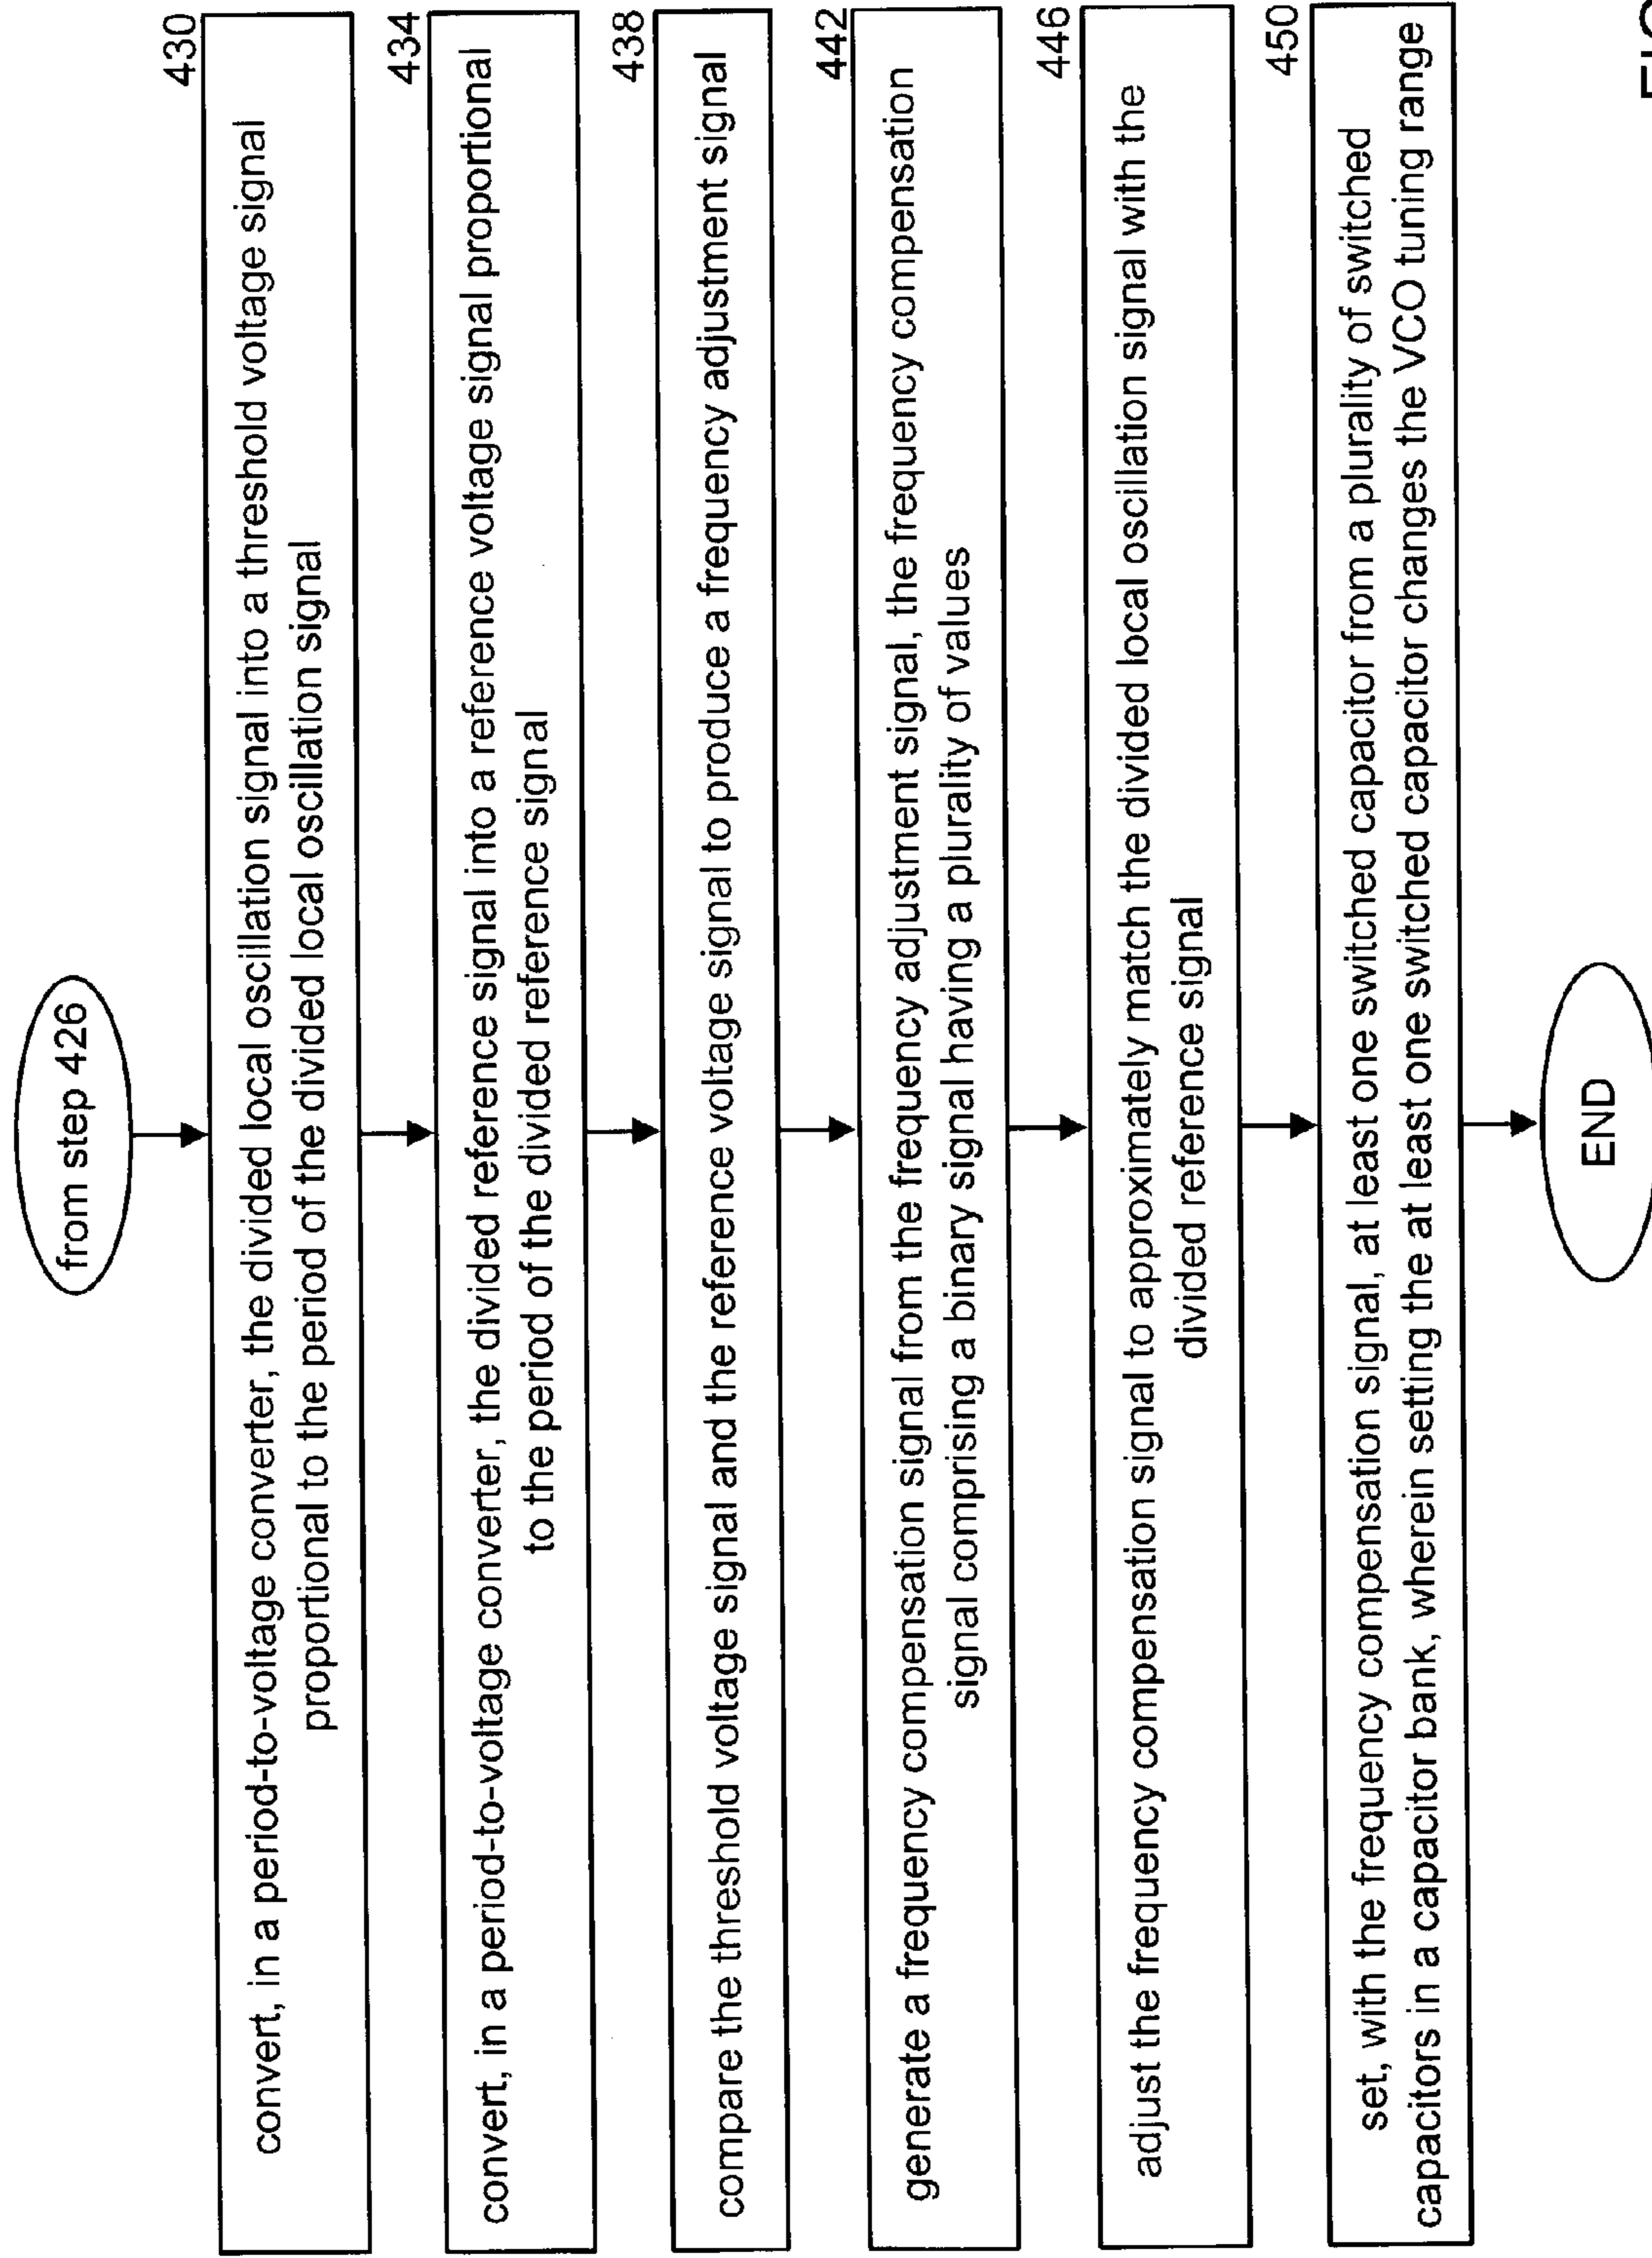 from step 426
430
convert, in a period-to-voltage converter, the divided local oscillation signal into a threshold voltage signal
proportional to the period of the divided local oscillation signal
434
convert, in a period-to-voltage converter, the divided reference signal into a reference voltage signal proportional
to the period of the divided reference signal
438
compare the threshold voltage signal and the reference voltage signal to produce a frequency adjustment signal
442
generate a frequency compensation signal from the frequency adjustment signal, the frequency compensation
signal comprising a binary signal having a plurality of values
446
adjust the frequency compensation signal to approximately match the divided local oscillation signal with the
divided reference signal
450
set, with the frequency compensation signal, at least one switched capacitor from a plurality of switched
capacitors in a capacitor bank, wherein setting the at least one switched capacitor changes the VCO tuning range
END